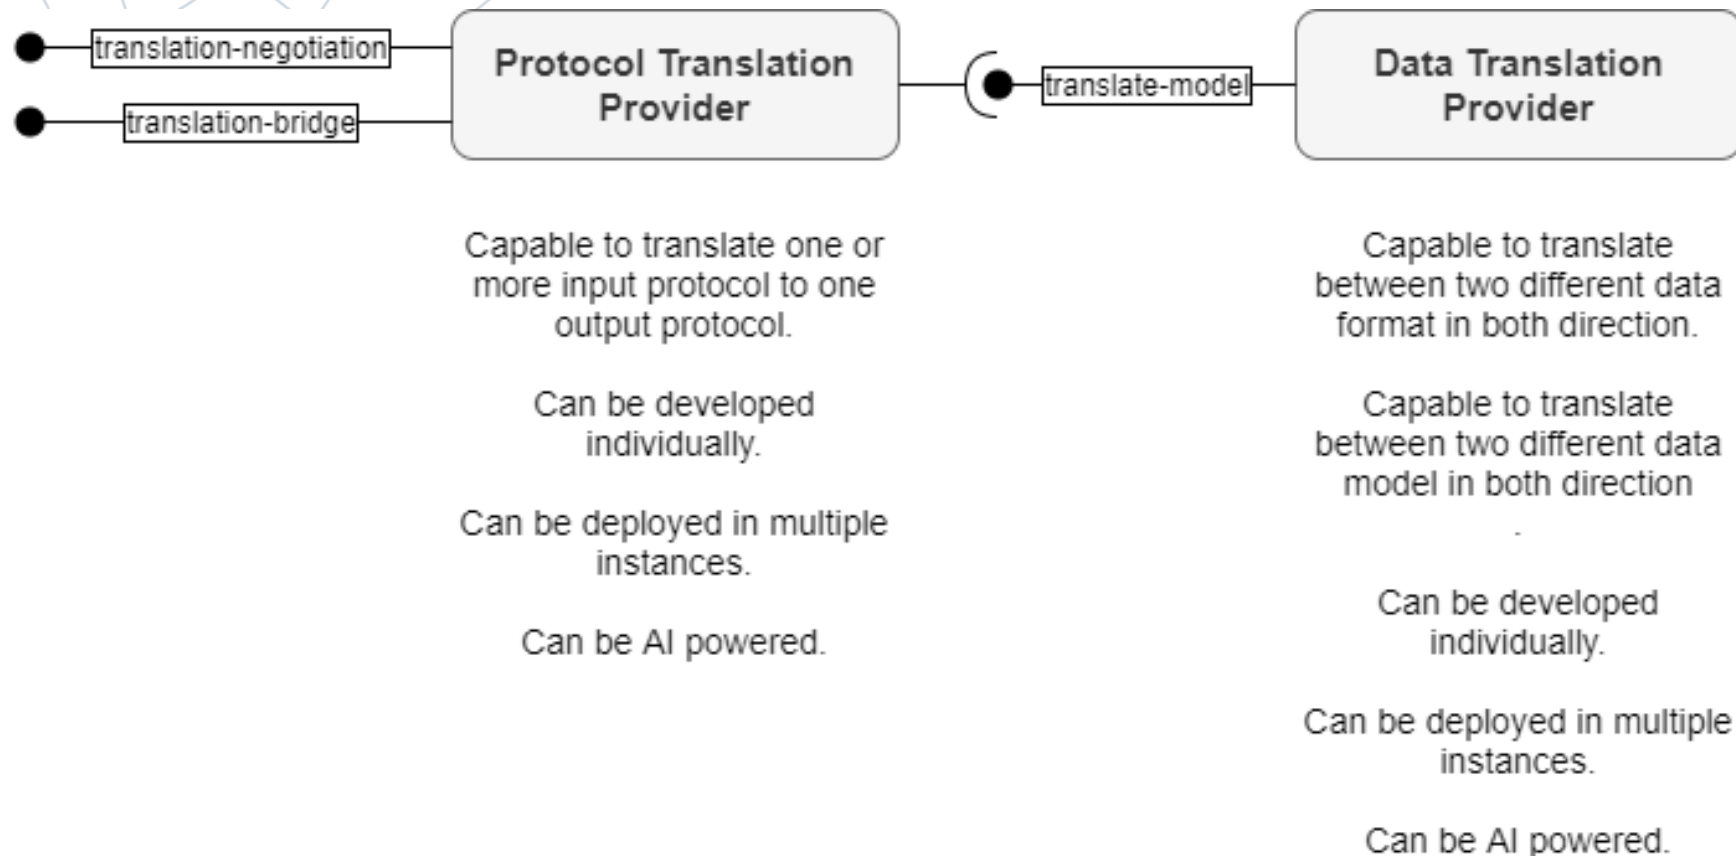 translation-negotiation
translation-bridge
Protocol Translation
Provider
translate-model
Data Translation
Provider
Capable to translate one or
more input protocol to one
output protocol.
Can be developed
individually.
Can be deployed in multiple
instances.
Can be AI powered.
Capable to translate
between two different data
format in both direction.
Capable to translate
between two different data
model in both direction
.
Can be developed
individually.
Can be deployed in multiple
instances.
Can be AI powered.